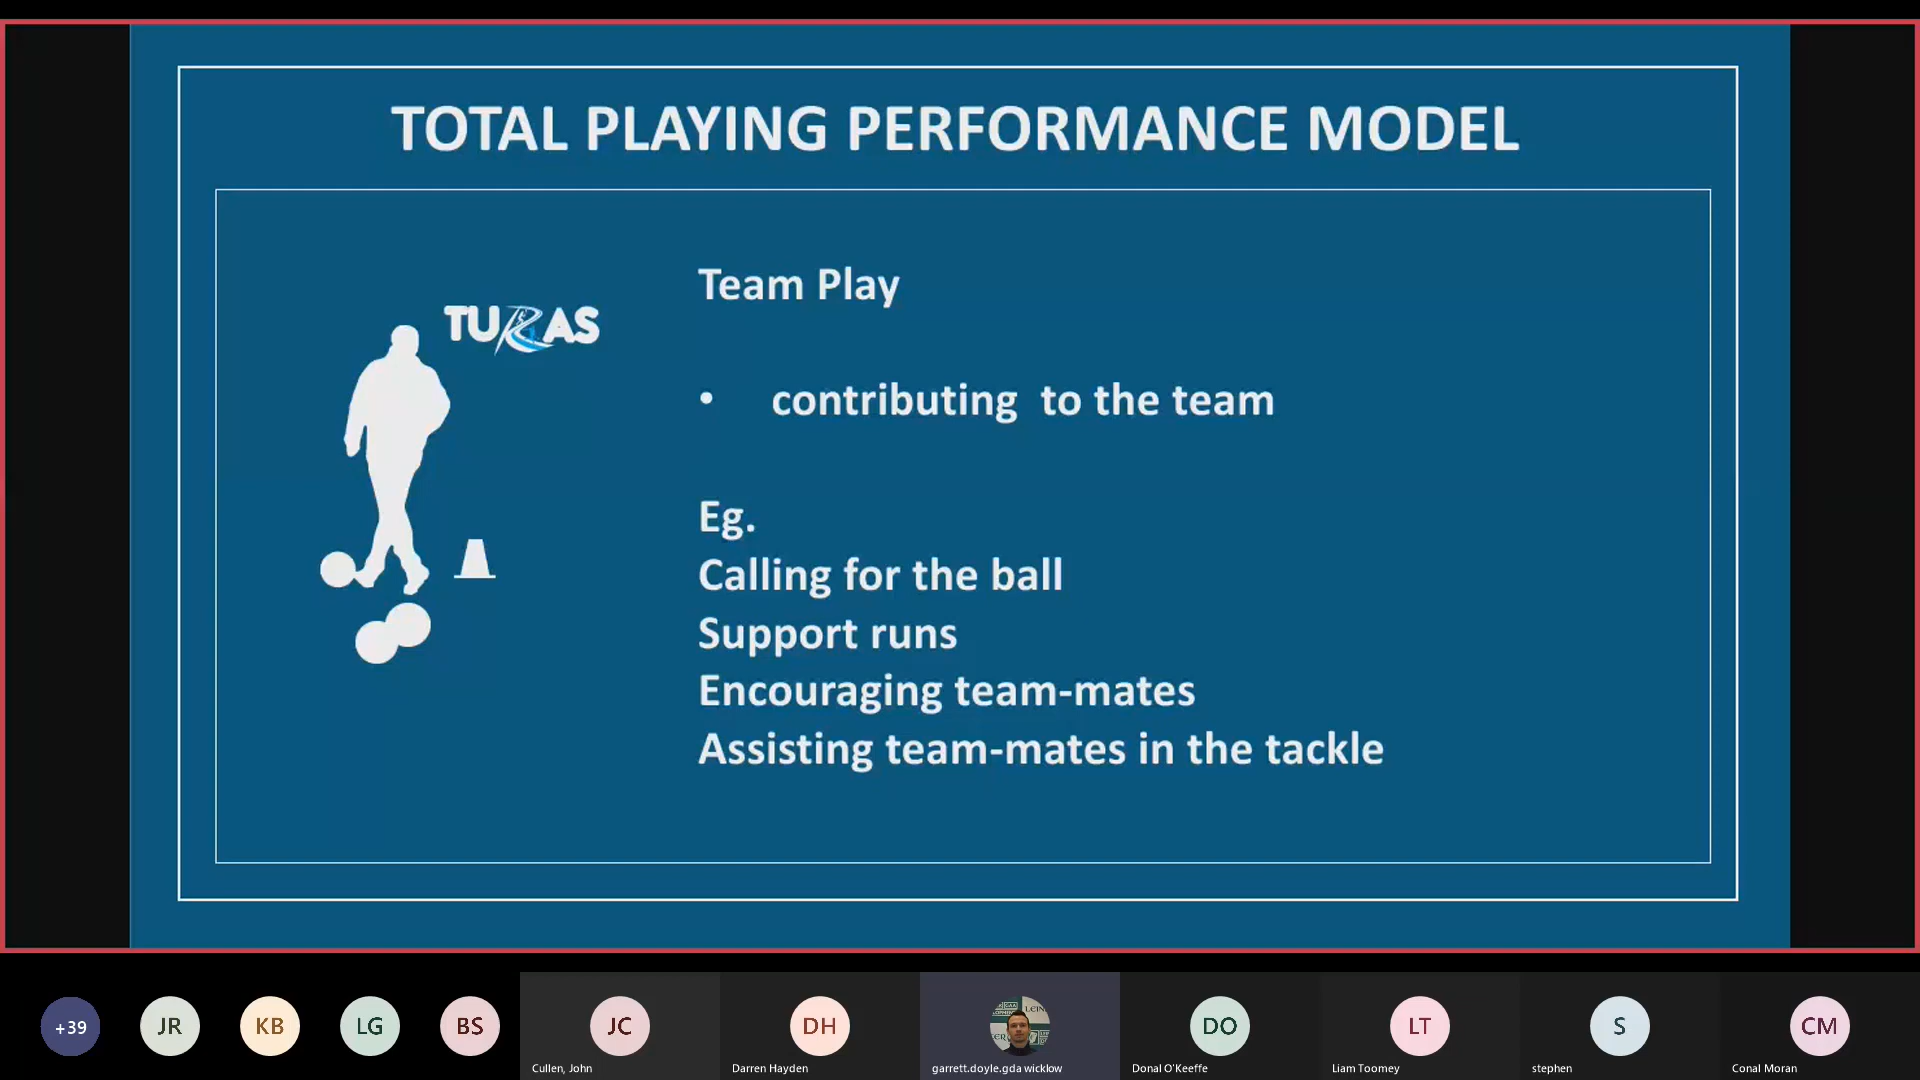 TOTAL PLAYING PERFORMANCE MODEL
TURAS
Team Play
• contributing to the team
Eg.
Calling for the ball
Support runs
Encouraging team-mates
Assisting team-mates in the tackle
+39
JR
KB
LG
BS
JC
DH
DO
LT
S
CM
Cullen, John
Darren Hayden
garrett.doyle.gda wicklow
Donal O'Keeffe
Liam Toomey
stephen
Conal Moran